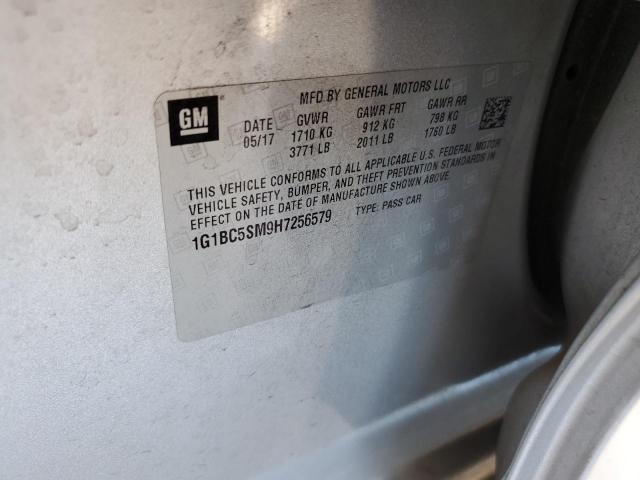 GM
MFD BY GENERAL MOTORS LLC
DATE GVWR GAWR FRT GAWR RR
05/17 1710 KG 912 KG 798 KG
3771 LB 2011 LB 1760 LB
THIS VEHICLE CONFORMS TO ALL APPLICABLE U.S. FEDERAL MOTOR
VEHICLE SAFETY, BUMPER, AND THEFT PREVENTION STANDARDS IN
EFFECT ON THE DATE OF MANUFACTURE SHOWN ABOVE.
1G1BC5SM9H7256579 TYPE: PASS CAR